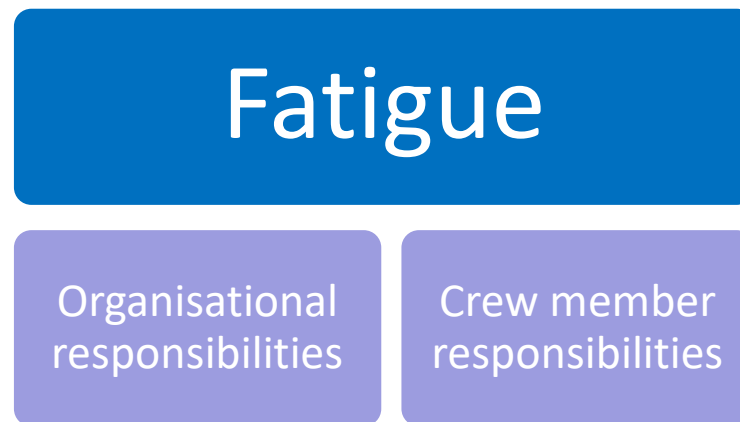 Fatigue
Organisational
responsibilities
Crew member
responsibilities